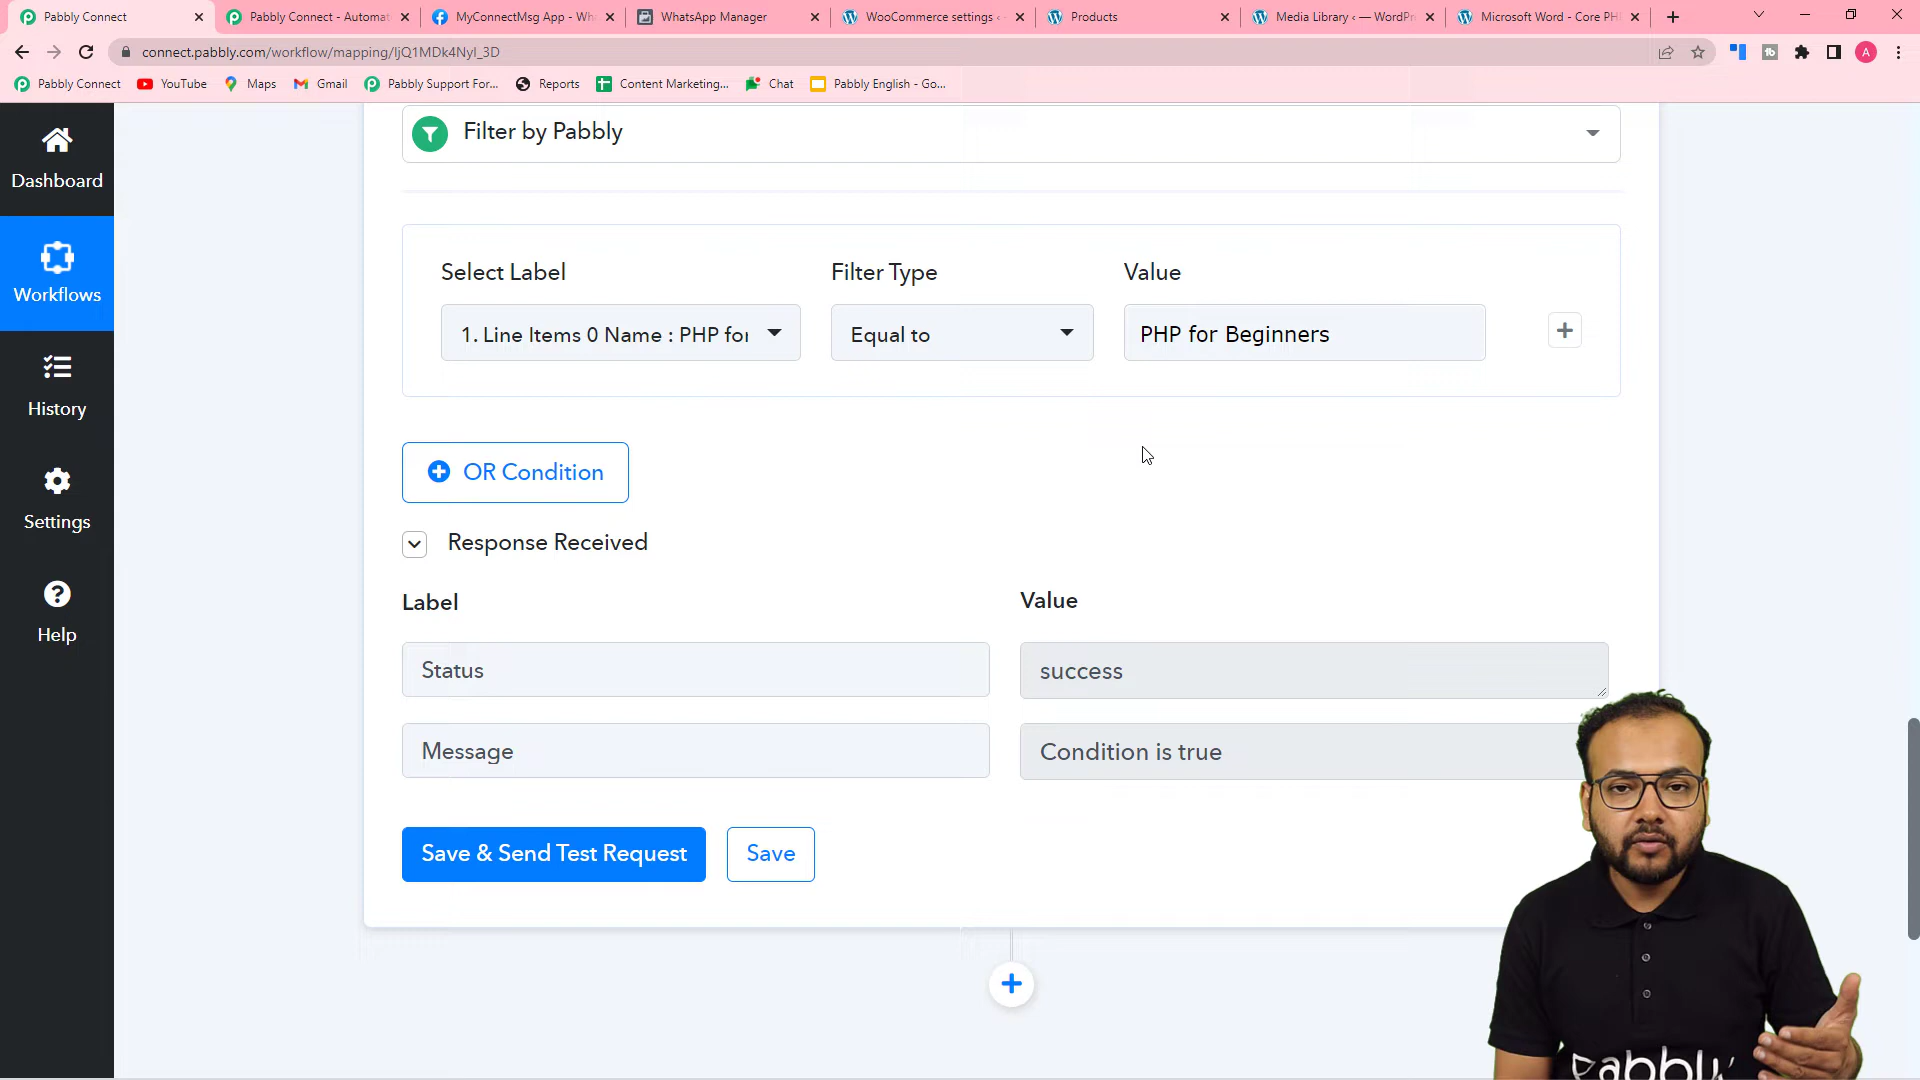 Pabbly Connect
Pabbly Connect - Automat
MyConnectMsg App - Wh
WhatsApp Manager
WooCommerce settings ‹
Products
Media Library ‹ — WordPr
Microsoft Word - Core PH
connect.pabbly.com/workflow/mapping/IjQ1MDk4NyI_3D
A
Pabbly Connect
YouTube
Maps
Gmail
Pabbly Support For...
Reports
Content Marketing...
Chat
Pabbly English - Go...
Dashboard
Workflows
History
Settings
Help
Filter by Pabbly
Select Label
Filter Type
Value
1. Line Items 0 Name : PHP for
Equal to
PHP for Beginners
OR Condition
Response Received
Label
Value
Status
success
Message
Condition is true
Save & Send Test Request
Save
Pabbly